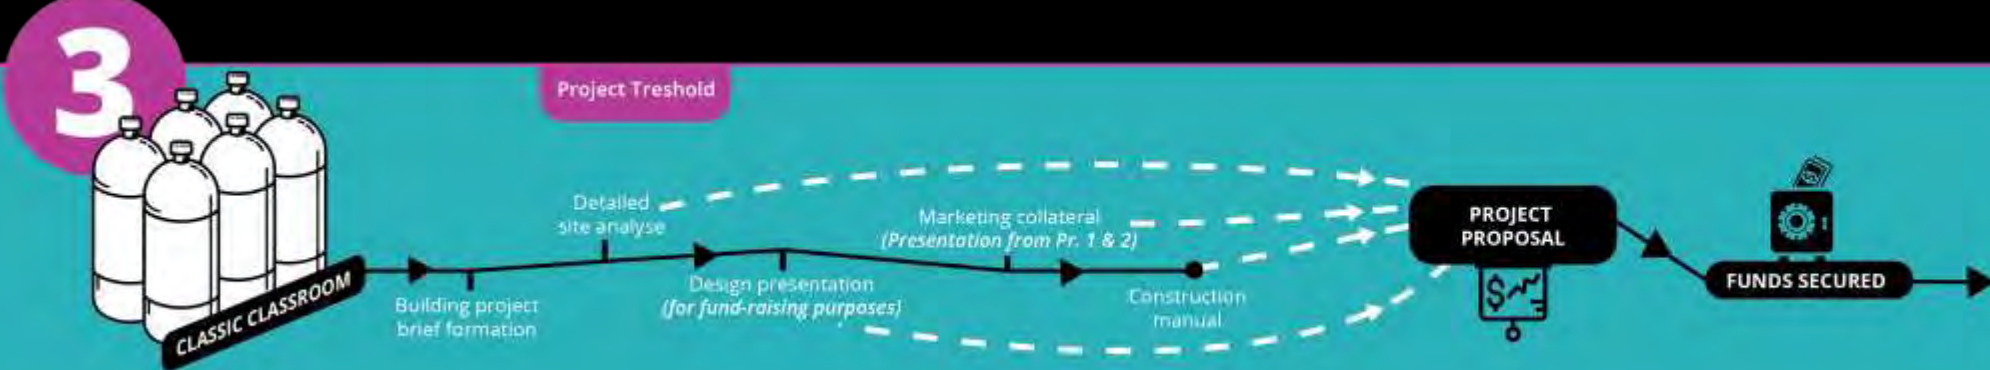 3
Project Treshold
CLASSIC CLASSROOM
Building project
brief formation
Detailed
site analyse
Design presentation
(for fund-raising purposes)
Marketing collateral
(Presentation from Pr. 1 & 2)
Construction
manual
PROJECT
PROPOSAL
$
FUNDS SECURED